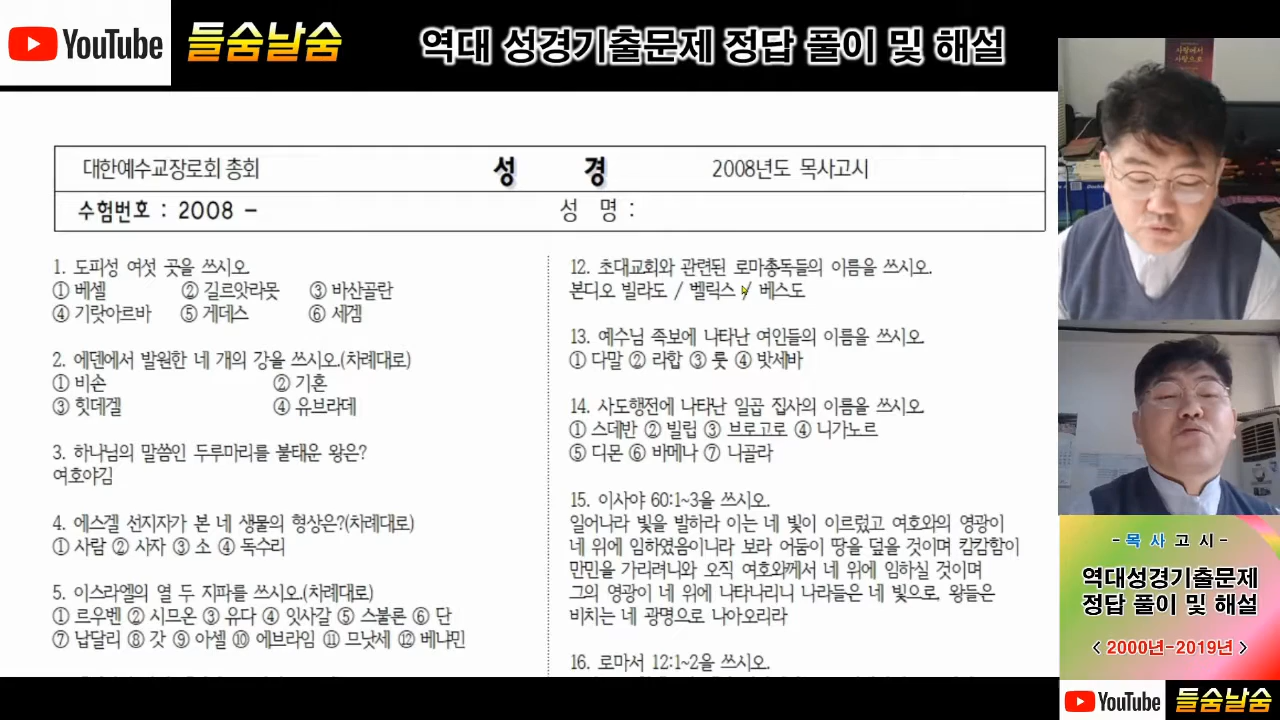 YouTube 들숨날숨 역대 성경기출문제 정답 풀이 및 해설
대한예수교장로회 총회 성 경 2008년도 목사고시
수험번호 : 2008 - 성 명 :
1. 도피성 여섯 곳을 쓰시오.
① 베셀 ② 길르앗라못 ③ 바산골란
④ 기럇아르바 ⑤ 게데스 ⑥ 세겜
2. 에덴에서 발원한 네 개의 강을 쓰시오.(차례대로)
① 비손 ② 기혼
③ 힛데겔 ④ 유브라데
3. 하나님의 말씀인 두루마리를 불태운 왕은?
여호야김
4. 에스겔 선지자가 본 네 생물의 형상은?(차례대로)
① 사람 ② 사자 ③ 소 ④ 독수리
5. 이스라엘의 열 두 지파를 쓰시오.(차례대로)
① 르우벤 ② 시므온 ③ 유다 ④ 잇사갈 ⑤ 스불론 ⑥ 단
⑦ 납달리 ⑧ 갓 ⑨ 아셀 ⑩ 에브라임 ⑪ 므낫세 ⑫ 베냐민
12. 초대교회와 관련된 로마총독들의 이름을 쓰시오.
본디오 빌라도 / 벨릭스 / 베스도
13. 예수님 족보에 나타난 여인들의 이름을 쓰시오.
① 다말 ② 라합 ③ 룻 ④ 밧세바
14. 사도행전에 나타난 일곱 집사의 이름을 쓰시오.
① 스데반 ② 빌립 ③ 브로고로 ④ 니가노르
⑤ 디몬 ⑥ 바메나 ⑦ 니골라
15. 이사야 60:1~3을 쓰시오.
일어나라 빛을 발하라 이는 네 빛이 이르렀고 여호와의 영광이
네 위에 임하였음이니라 보라 어둠이 땅을 덮을 것이며 캄캄함이
만민을 가리려니와 오직 여호와께서 네 위에 임하실 것이며
그의 영광이 네 위에 나타나리니 나라들은 네 빛으로, 왕들은
비치는 네 광명으로 나아오리라
16. 로마서 12:1~2을 쓰시오.
사랑에서
사랑으로
- 목 사 고 시 -
역대성경기출문제
정답 풀이 및 해설
< 2000년-2019년 >
YouTube 들숨날숨